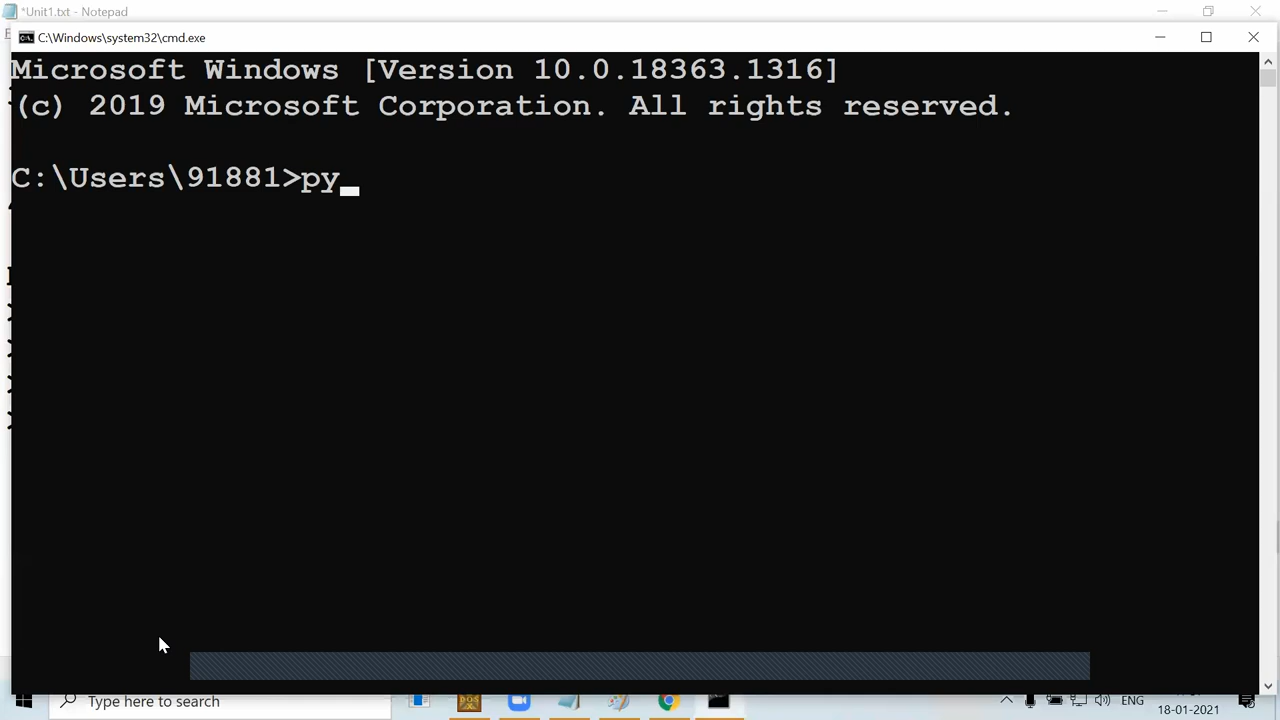 *Unit1.txt - Notepad
C:\Windows\system32\cmd.exe
Microsoft Windows [Version 10.0.18363.1316]
(c) 2019 Microsoft Corporation. All rights reserved.
C:\Users\91881>py
Type here to search
DOS
ENG
18-01-2021